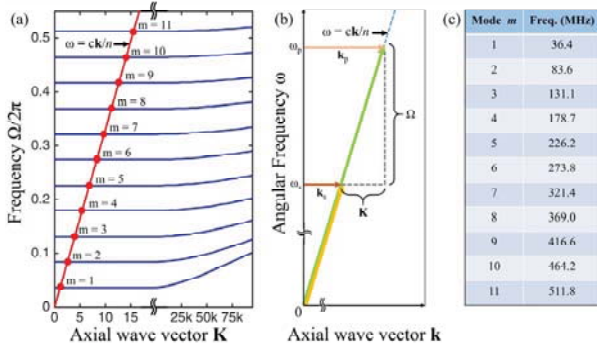 (a)
0.5
0.4
0.3
0.2
0.1
0
Frequency Ω/2π
ω = ck/n
m = 11
m = 10
m = 9
m = 8
m = 7
m = 6
m = 5
m = 4
m = 3
m = 2
m = 1
0 5 10 15 25k 50k 75k
Axial wave vector K
(b)
Angular Frequency ω
ω = ck/n
ωp
kp
Ω
K
ks
0
Axial wave vector k
(c)
Mode m Freq. (MHz)
1 36.4
2 83.6
3 131.1
4 178.7
5 226.2
6 273.8
7 321.4
8 369.0
9 416.6
10 464.2
11 511.8